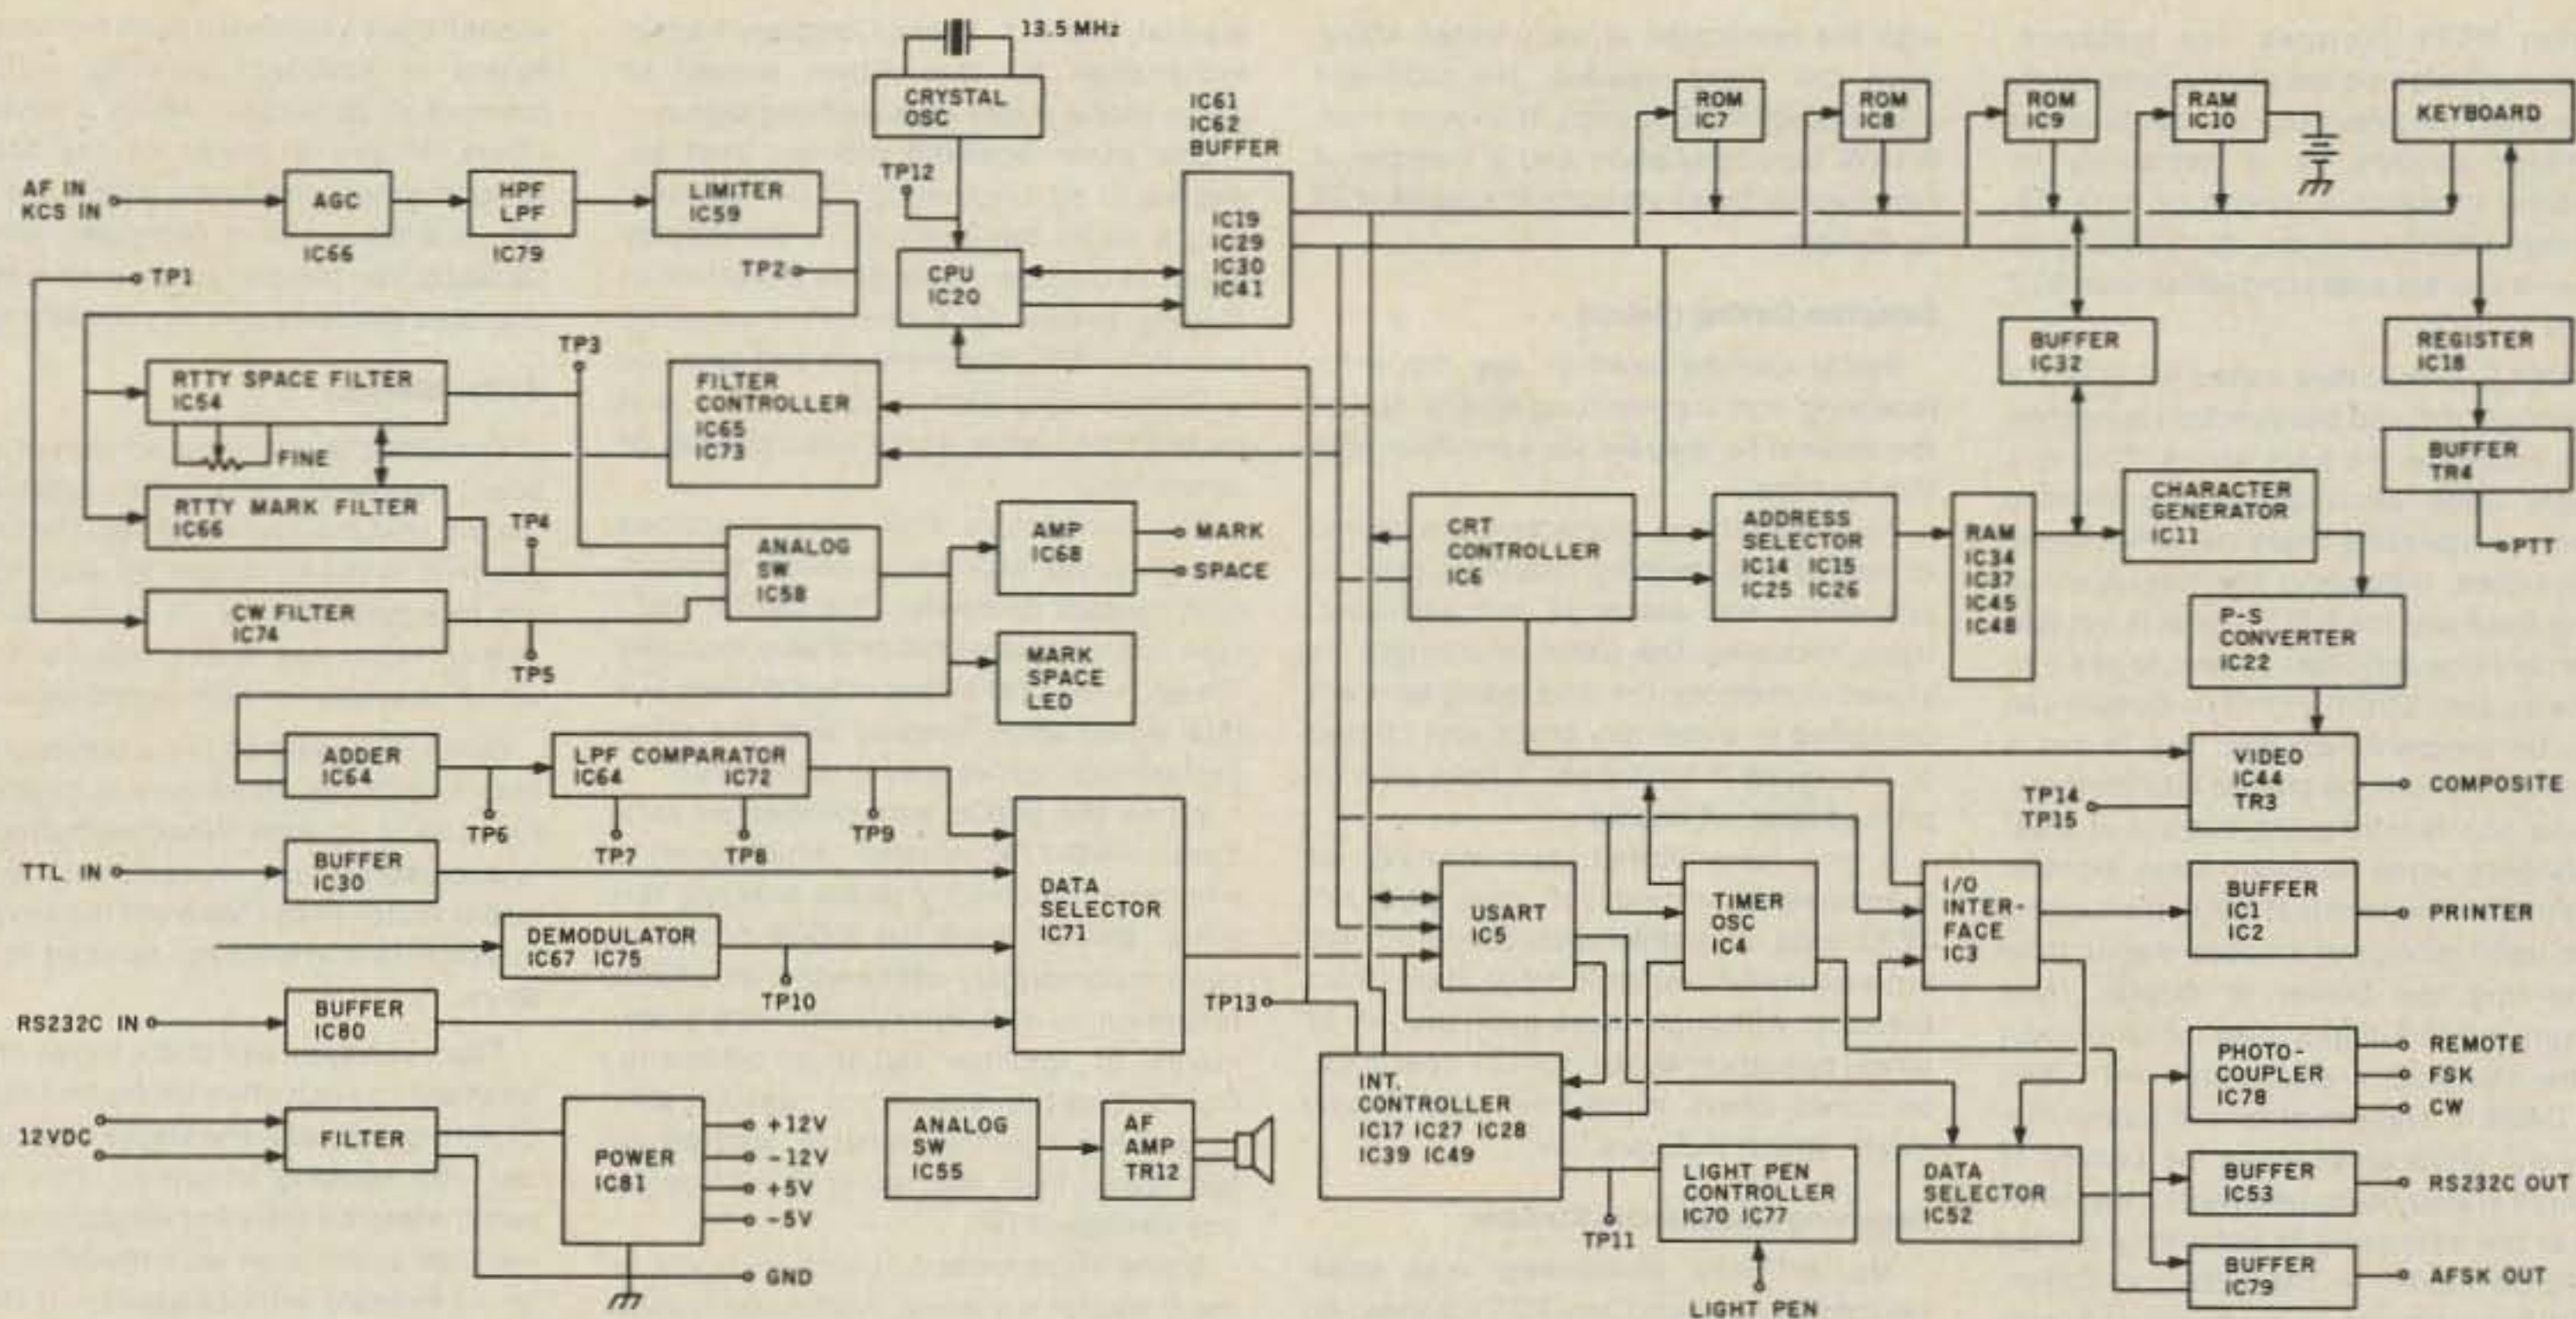 13.5 MHz
CRYSTAL
OSC
TP12
IC61
IC62
BUFFER
IC19
IC29
IC30
IC41
CPU
IC20
ROM
IC7
ROM
IC8
ROM
IC9
RAM
IC10
KEYBOARD
AF IN
KCS IN
AGC
IC66
HPF
LPF
IC79
LIMITER
IC59
TP1
TP2
TP3
RTTY SPACE FILTER
IC54
FINE
RTTY MARK FILTER
IC66
FILTER
CONTROLLER
IC65
IC73
BUFFER
IC32
REGISTER
IC18
BUFFER
TR4
PTT
TP4
CW FILTER
IC74
TP5
ANALOG
SW
IC58
AMP
IC68
MARK
SPACE
MARK
SPACE
LED
CRT
CONTROLLER
IC6
ADDRESS
SELECTOR
IC14 IC15
IC25 IC26
RAM
IC34
IC37
IC45
IC48
CHARACTER
GENERATOR
IC11
P-S
CONVERTER
IC22
VIDEO
IC44
TR3
COMPOSITE
TP14
TP15
ADDER
IC64
LPF COMPARATOR
IC64 IC72
TP6
TP7
TP8
TP9
TTL IN
BUFFER
IC30
DEMODULATOR
IC67 IC75
TP10
RS232C IN
BUFFER
IC80
DATA
SELECTOR
IC71
TP13
USART
IC5
TIMER
OSC
IC4
I/O
INTER-
FACE
IC3
BUFFER
IC1
IC2
PRINTER
PHOTO-
COUPLER
IC78
REMOTE
FSK
CW
12VDC
FILTER
POWER
IC81
+12V
-12V
+5V
-5V
GND
ANALOG
SW
IC55
AF
AMP
TR12
INT.
CONTROLLER
IC17 IC27 IC28
IC39 IC49
TP11
LIGHT PEN
CONTROLLER
IC70 IC77
LIGHT PEN
DATA
SELECTOR
IC52
BUFFER
IC53
RS232C OUT
BUFFER
IC79
AFSK OUT